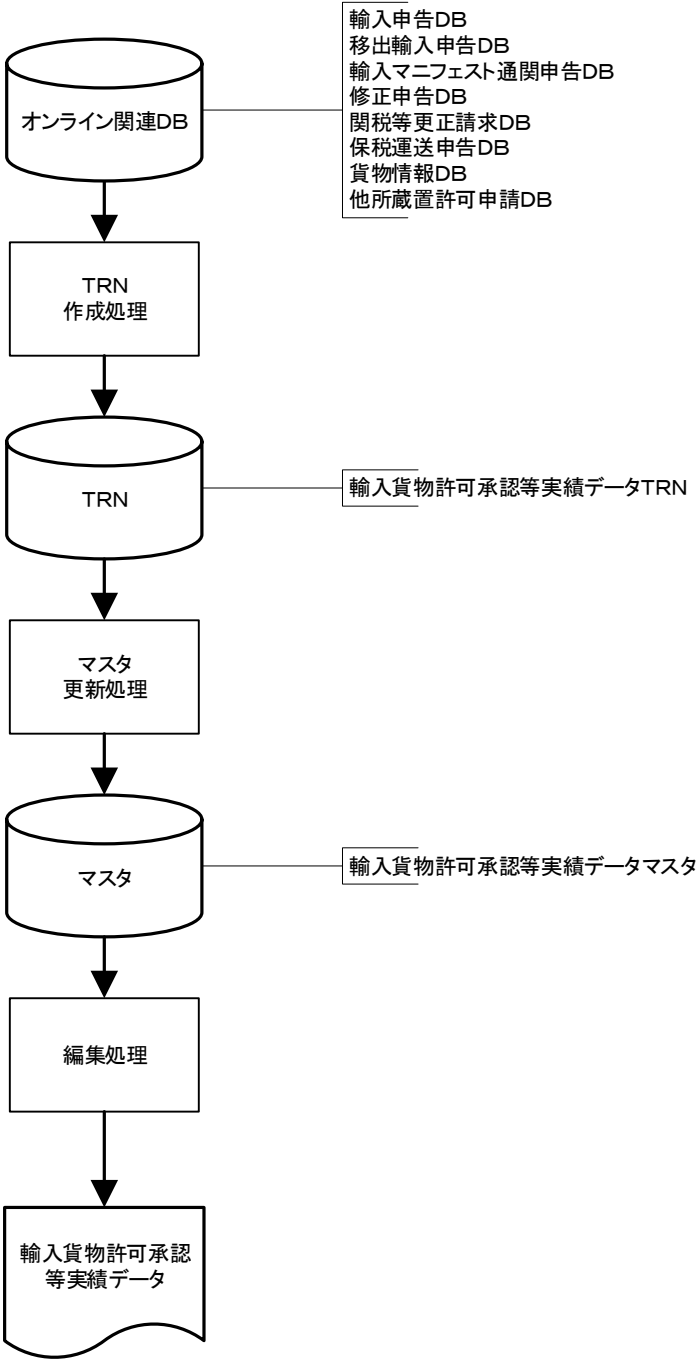 輸入申告DB
移出輸入申告DB
輸入マニフェスト通関申告DB
修正申告DB
関税等更正請求DB
保税運送申告DB
貨物情報DB
他所蔵置許可申請DB
オンライン関連DB
TRN
作成処理
TRN
輸入貨物許可承認等実績データTRN
マスタ
更新処理
マスタ
輸入貨物許可承認等実績データマスタ
編集処理
輸入貨物許可承認
等実績データ